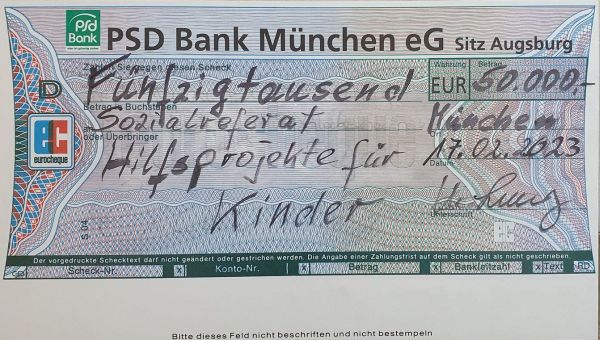 PSD Bank
PSD Bank München eG Sitz Augsburg
Zahlen Sie gegen diesen Scheck
Währung Betrag
D Fünfzigtausend EUR 50.000,-
Betrag in Buchstaben
Sozialreferat München
oder Überbringer
Hilfsprojekte für 17.02.2023
Datum
ec eurocheque
Kinder
Unterschrift
S 04
ec
Der vorgedruckte Schecktext darf nicht geändert oder gestrichen werden. Die Angabe einer Zahlungsfrist auf dem Scheck gilt als nicht geschrieben.
Scheck-Nr. x Konto-Nr. x Betrag x Bankleitzahl x Text
Bitte dieses Feld nicht beschriften und nicht bestempeln